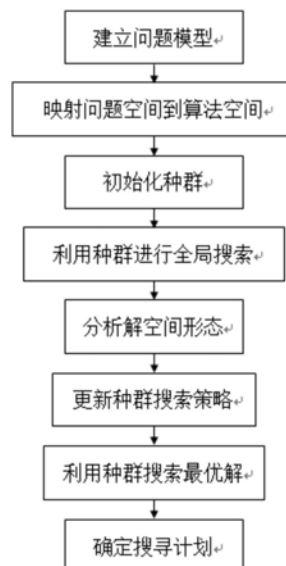 建立问题模型
映射问题空间到算法空间
初始化种群
利用种群进行全局搜索
分析解空间形态
更新种群搜索策略
利用种群搜索最优解
确定搜寻计划